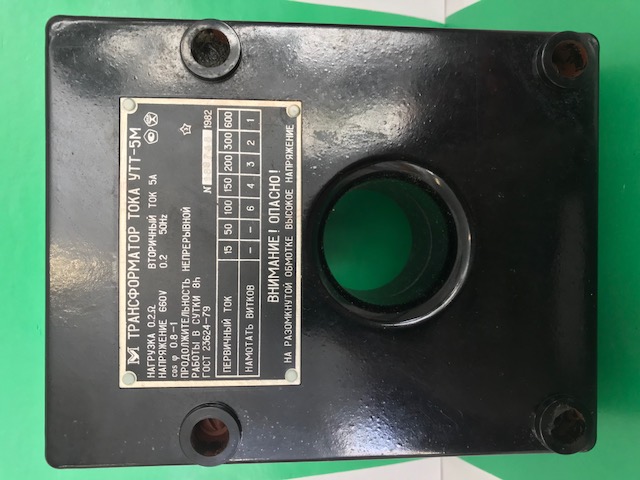 ТРАНСФОРМАТОР ТОКА УТТ-5М
НАГРУЗКА 0.2Ω ВТОРИЧНЫЙ ТОК 5А
НАПРЯЖЕНИЕ 660V 0.2 50Hz
cos φ 0.8-1
ПРОДОЛЖИТЕЛЬНОСТЬ НЕПРЕРЫВНОЙ
РАБОТЫ В СУТКИ 8h
ГОСТ 23624-79 N 1982
ПЕРВИЧНЫЙ ТОК 15 50 100 150 200 300 600
НАМОТАТЬ ВИТКОВ - - 6 4 3 2 1
ВНИМАНИЕ! ОПАСНО!
НА РАЗОМКНУТОЙ ОБМОТКЕ ВЫСОКОЕ НАПРЯЖЕНИЕ